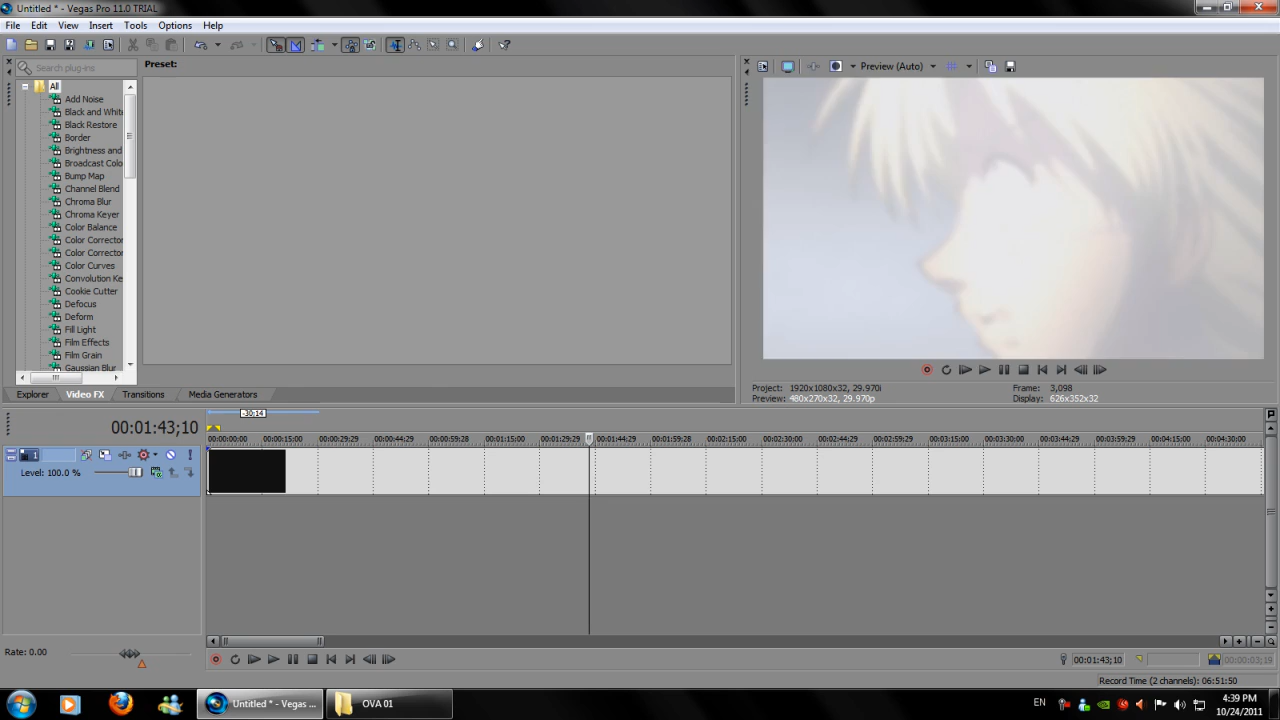 Untitled * - Vegas Pro 11.0 TRIAL
File Edit View Insert Tools Options Help
Search plug-ins
Preset:
Preview (Auto)
All
Add Noise
Black and White
Black Restore
Border
Brightness and
Broadcast Colo
Bump Map
Channel Blend
Chroma Blur
Chroma Keyer
Color Balance
Color Corrector
Color Corrector
Color Curves
Convolution Ke
Cookie Cutter
Defocus
Deform
Fill Light
Film Effects
Film Grain
Gaussian Blur
Explorer Video FX Transitions Media Generators
Project: 1920x1080x32, 29.970i Frame: 3,098
Preview: 480x270x32, 29.970p Display: 626x352x32
-30;14
00:01:43;10
00:00:00;00 00:00:15;00 00:00:29;29 00:00:44;29 00:00:59;28 00:01:15;00 00:01:29;29 00:01:44;29 00:01:59;28 00:02:15;00 00:02:30;00 00:02:44;29 00:02:59;29 00:03:15;00 00:03:30;00 00:03:44;29 00:03:59;29 00:04:15;00 00:04:30;00
1
Level: 100.0 %
Rate: 0.00
00:01:43;10 00:00:03;19
Record Time (2 channels): 06:51:50
Untitled * - Vegas ... OVA 01 EN
4:39 PM
10/24/2011